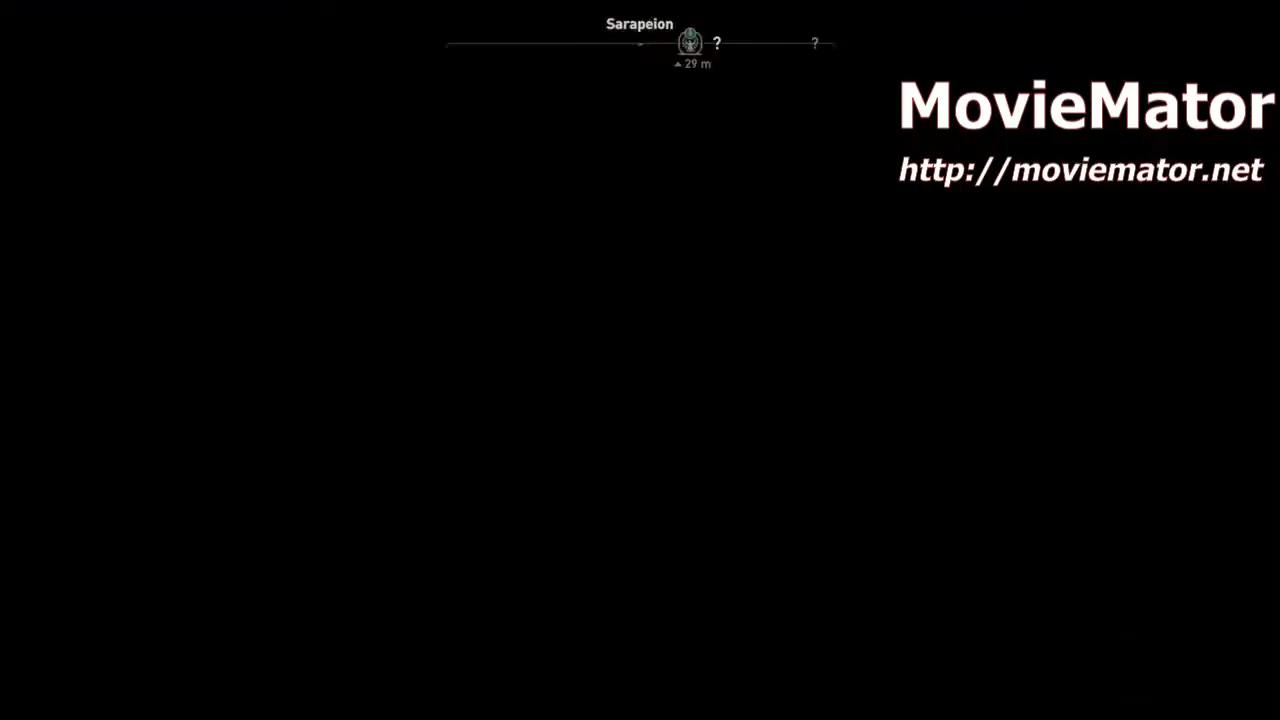 Sarapeion
?
?
29 m
MovieMator
http://moviemator.net